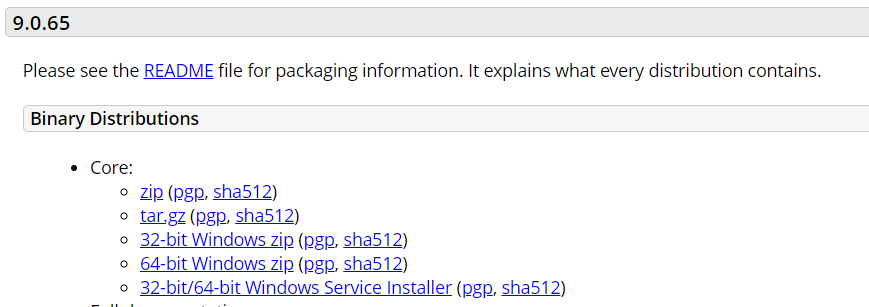 9.0.65
Please see the README file for packaging information. It explains what every distribution contains.
Binary Distributions
Core:
zip (pgp, sha512)
tar.gz (pgp, sha512)
32-bit Windows zip (pgp, sha512)
64-bit Windows zip (pgp, sha512)
32-bit/64-bit Windows Service Installer (pgp, sha512)